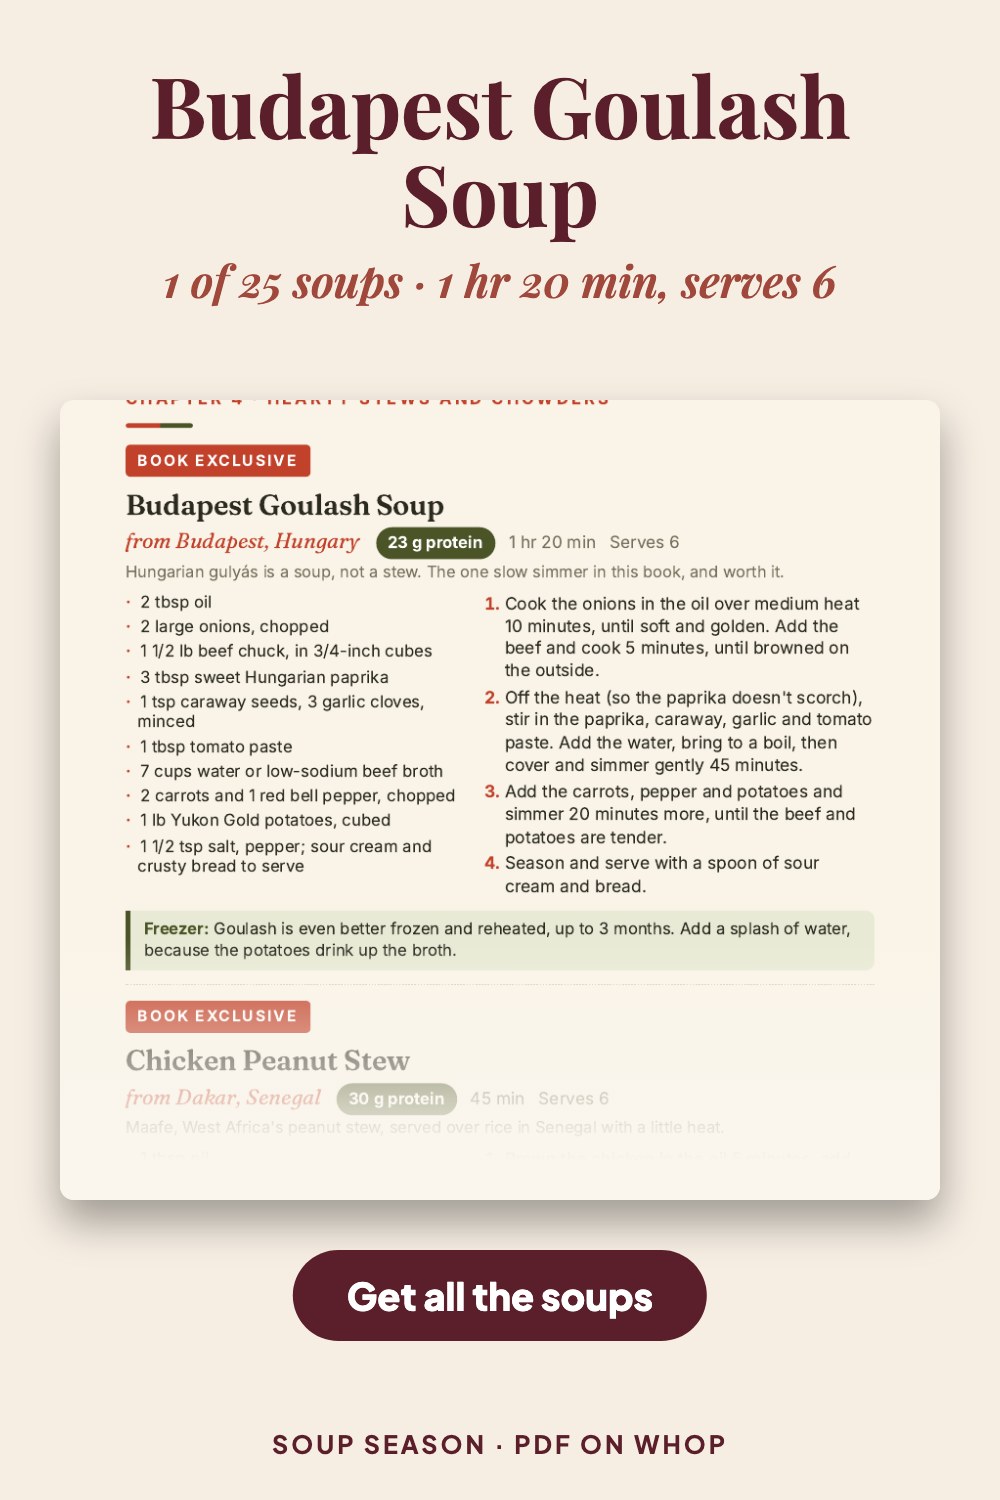 Budapest Goulash
Soup
1 of 25 soups · 1 hr 20 min, serves 6
CHAPTER 4 · HEARTY STEWS AND CHOWDERS
BOOK EXCLUSIVE
Budapest Goulash Soup
from Budapest, Hungary 23 g protein 1 hr 20 min Serves 6
Hungarian gulyás is a soup, not a stew. The one slow simmer in this book, and worth it.
· 2 tbsp oil
· 2 large onions, chopped
· 1 1/2 lb beef chuck, in 3/4-inch cubes
· 3 tbsp sweet Hungarian paprika
· 1 tsp caraway seeds, 3 garlic cloves,
minced
· 1 tbsp tomato paste
· 7 cups water or low-sodium beef broth
· 2 carrots and 1 red bell pepper, chopped
· 1 lb Yukon Gold potatoes, cubed
· 1 1/2 tsp salt, pepper; sour cream and
crusty bread to serve
1. Cook the onions in the oil over medium heat
10 minutes, until soft and golden. Add the
beef and cook 5 minutes, until browned on
the outside.
2. Off the heat (so the paprika doesn't scorch),
stir in the paprika, caraway, garlic and tomato
paste. Add the water, bring to a boil, then
cover and simmer gently 45 minutes.
3. Add the carrots, pepper and potatoes and
simmer 20 minutes more, until the beef and
potatoes are tender.
4. Season and serve with a spoon of sour
cream and bread.
Freezer: Goulash is even better frozen and reheated, up to 3 months. Add a splash of water,
because the potatoes drink up the broth.
BOOK EXCLUSIVE
Chicken Peanut Stew
from Dakar, Senegal 30 g protein 45 min Serves 6
Maafe, West Africa's peanut stew, served over rice in Senegal with a little heat.
Get all the soups
SOUP SEASON · PDF ON WHOP